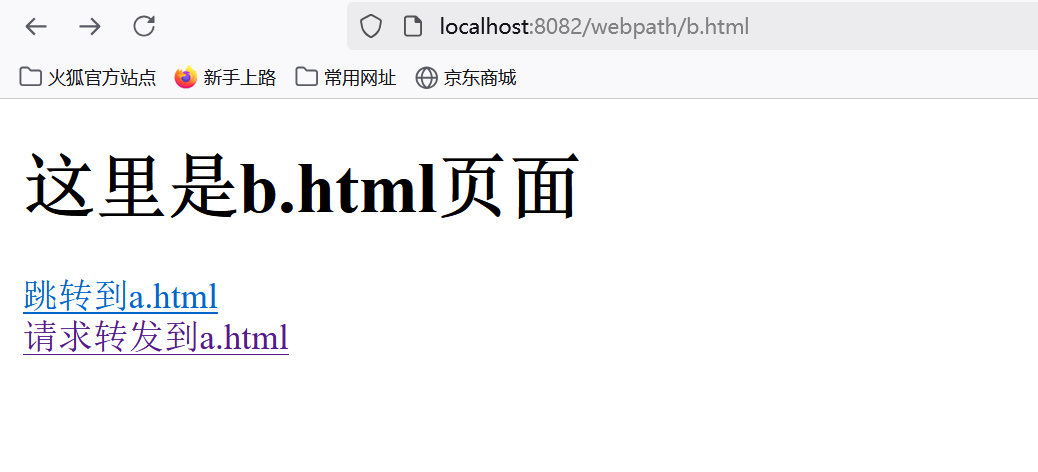 localhost:8082/webpath/b.html
火狐官方站点 新手上路 常用网址 京东商城
这里是b.html页面
跳转到a.html
请求转发到a.html